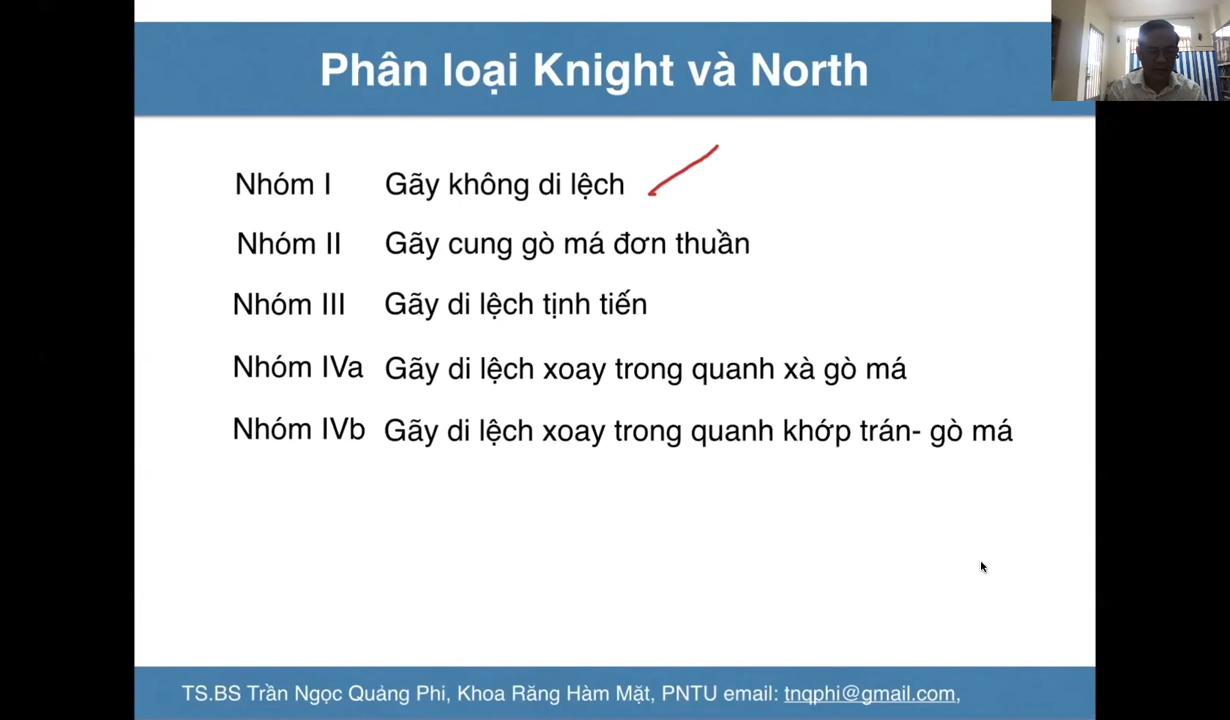 Phân loại Knight và North
Nhóm I Gãy không di lệch
Nhóm II Gãy cung gò má đơn thuần
Nhóm III Gãy di lệch tịnh tiến
Nhóm IVa Gãy di lệch xoay trong quanh xà gò má
Nhóm IVb Gãy di lệch xoay trong quanh khớp trán- gò má
TS.BS Trần Ngọc Quảng Phi, Khoa Răng Hàm Mặt, PNTU email: tnqphi@gmail.com,